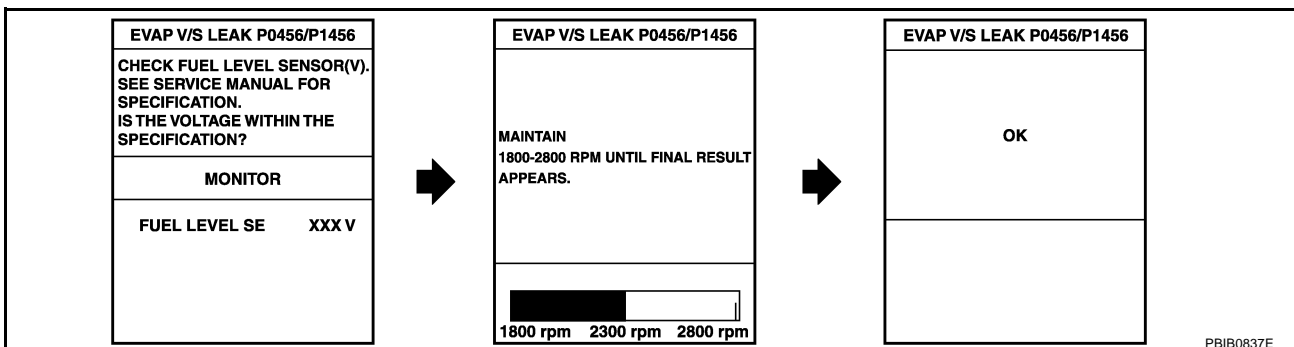 EVAP V/S LEAK P0456/P1456
CHECK FUEL LEVEL SENSOR(V).
SEE SERVICE MANUAL FOR
SPECIFICATION.
IS THE VOLTAGE WITHIN THE
SPECIFICATION?
MONITOR
FUEL LEVEL SE XXX V
EVAP V/S LEAK P0456/P1456
MAINTAIN
1800-2800 RPM UNTIL FINAL RESULT
APPEARS.
1800 rpm 2300 rpm 2800 rpm
EVAP V/S LEAK P0456/P1456
OK
PBIB0837E